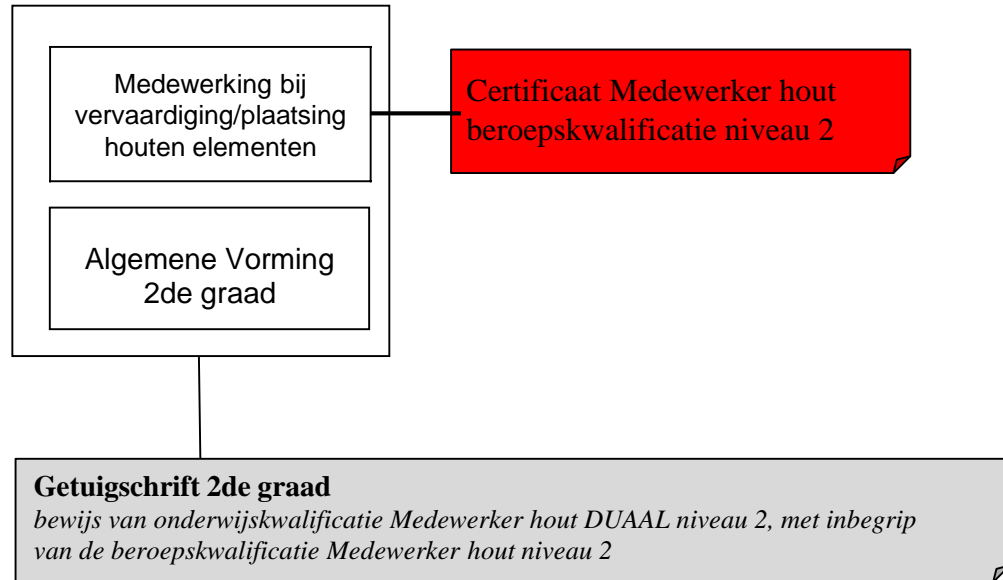 Medewerking bij
vervaardiging/plaatsing
houten elementen
Certificaat Medewerker hout
beroepskwalificatie niveau 2
Algemene Vorming
2de graad
Getuigschrift 2de graad
bewijs van onderwijskwalificatie Medewerker hout DUAAL niveau 2, met inbegrip
van de beroepskwalificatie Medewerker hout niveau 2